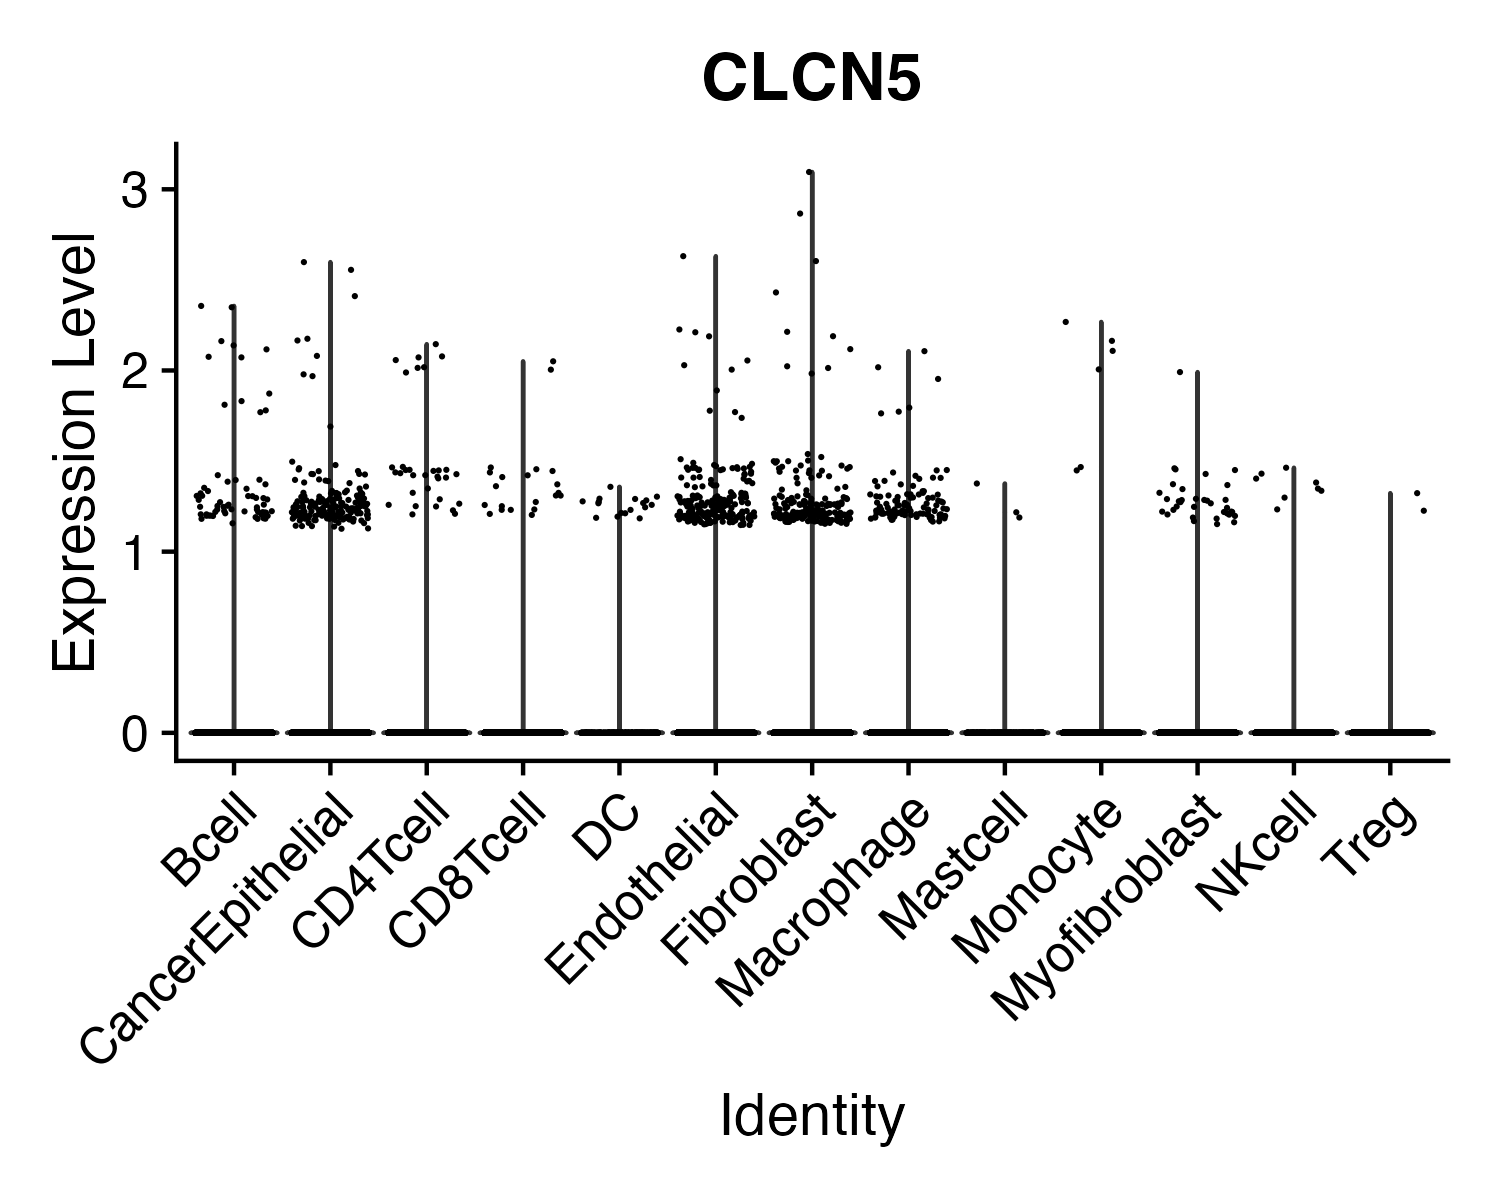 CLCN5
Expression Level
3
2
1
0
Bcell
CancerEpithelial
CD4Tcell
CD8Tcell
DC
Endothelial
Fibroblast
Macrophage
Mastcell
Monocyte
Myofibroblast
NKcell
Treg
Identity